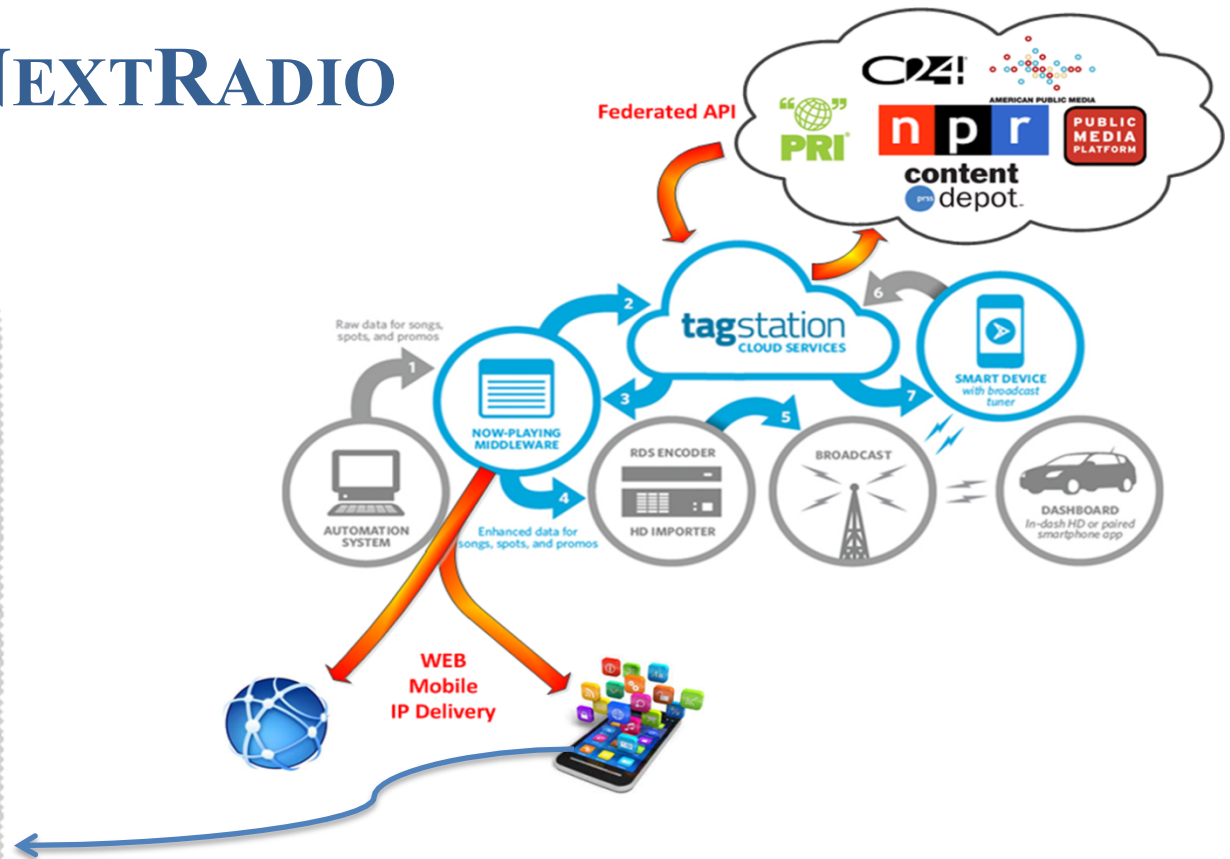 NEXTRADIO
Federated API
C24!
AMERICAN PUBLIC MEDIA
“ ”
PRI
npr
PUBLIC
MEDIA
PLATFORM
content
prss depot.
2
6
tagstation
CLOUD SERVICES
Raw data for songs,
spots, and promos
1
SMART DEVICE
with broadcast
tuner
3
7
5
NOW-PLAYING
MIDDLEWARE
RDS ENCODER
BROADCAST
4
AUTOMATION
SYSTEM
Enhanced data for
songs, spots, and promos
HD IMPORTER
DASHBOARD
In-dash HD or paired
smartphone app
WEB
Mobile
IP Delivery